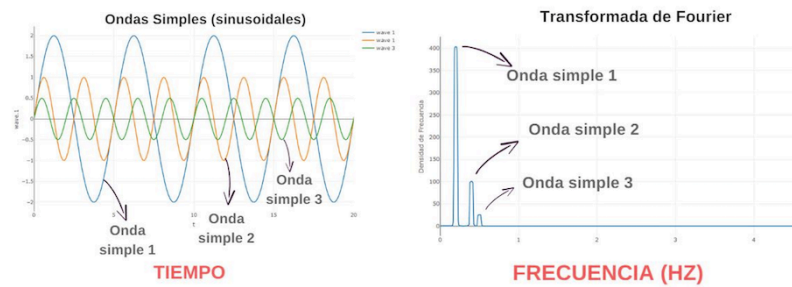 Ondas Simples (sinusoidales)
wave 1
wave 1
wave 3
wave 1
2
1.5
1
0.5
0
−0.5
−1
−1.5
−2
0
5
10
15
20
t
Onda
simple 1
Onda
simple 2
Onda
simple 3
TIEMPO
Transformada de Fourier
Densidad de Frecuencia
400
350
300
250
200
150
100
50
0
1
2
3
4
Onda simple 1
Onda simple 2
Onda simple 3
FRECUENCIA (HZ)